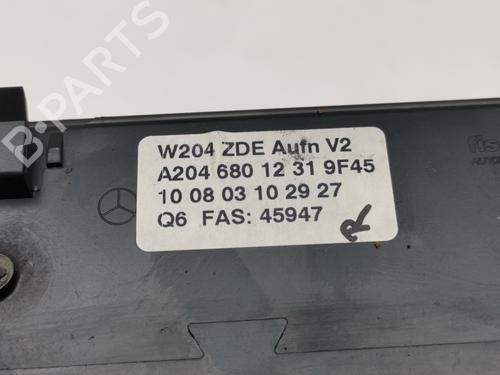 W204 ZDE Aufn V2
A204 680 12 31 9F45
10 08 03 10 29 27
Q6 FAS: 45947
R
B-PARTS